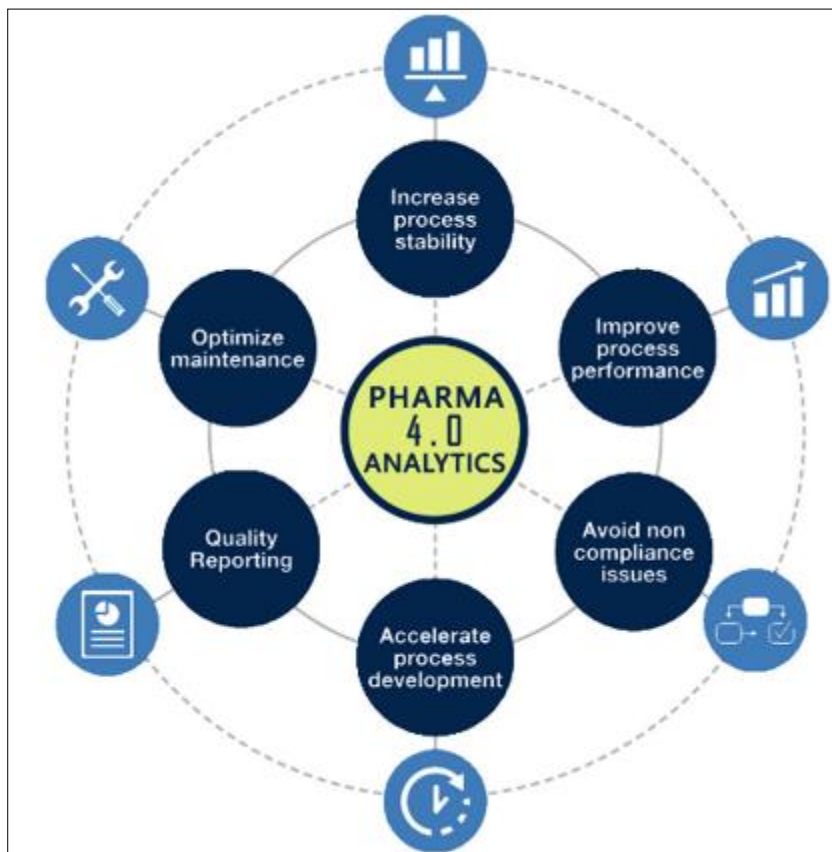 Increase
process
stability
Improve
process
performance
Avoid non
compliance
issues
Accelerate
process
development
Quality
Reporting
Optimize
maintenance
PHARMA
4.0
ANALYTICS